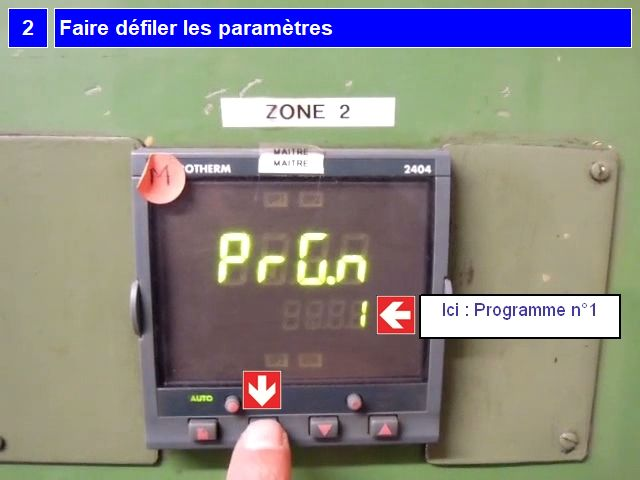 2 Faire défiler les paramètres
ZONE 2
MAITRE
MAITRE
M OTHERM 2404
PrG.n
1
Ici : Programme n°1
AUTO